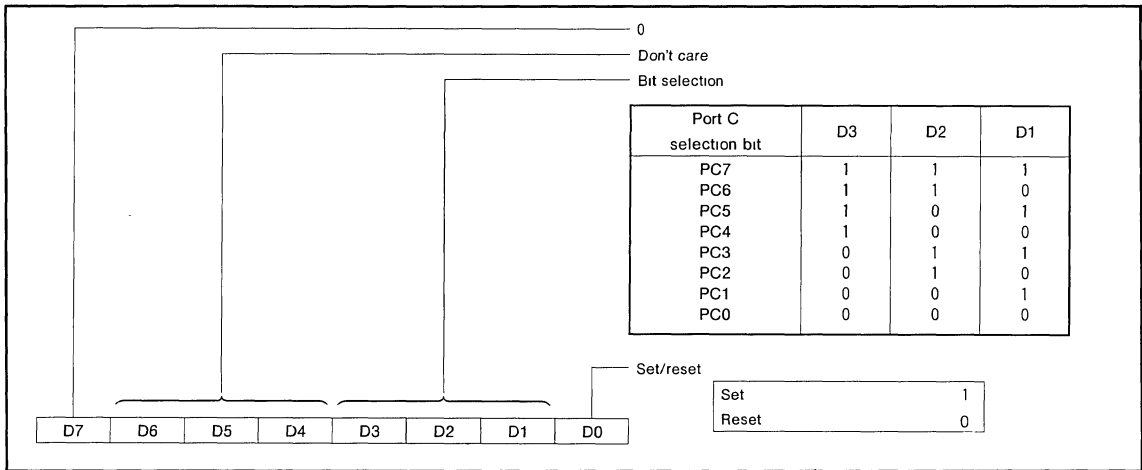 0
Don't care
Bit selection
Port C selection bit D3 D2 D1
PC7 1 1 1
PC6 1 1 0
PC5 1 0 1
PC4 1 0 0
PC3 0 1 1
PC2 0 1 0
PC1 0 0 1
PC0 0 0 0
Set/reset
Set 1
Reset 0
D7 D6 D5 D4 D3 D2 D1 D0